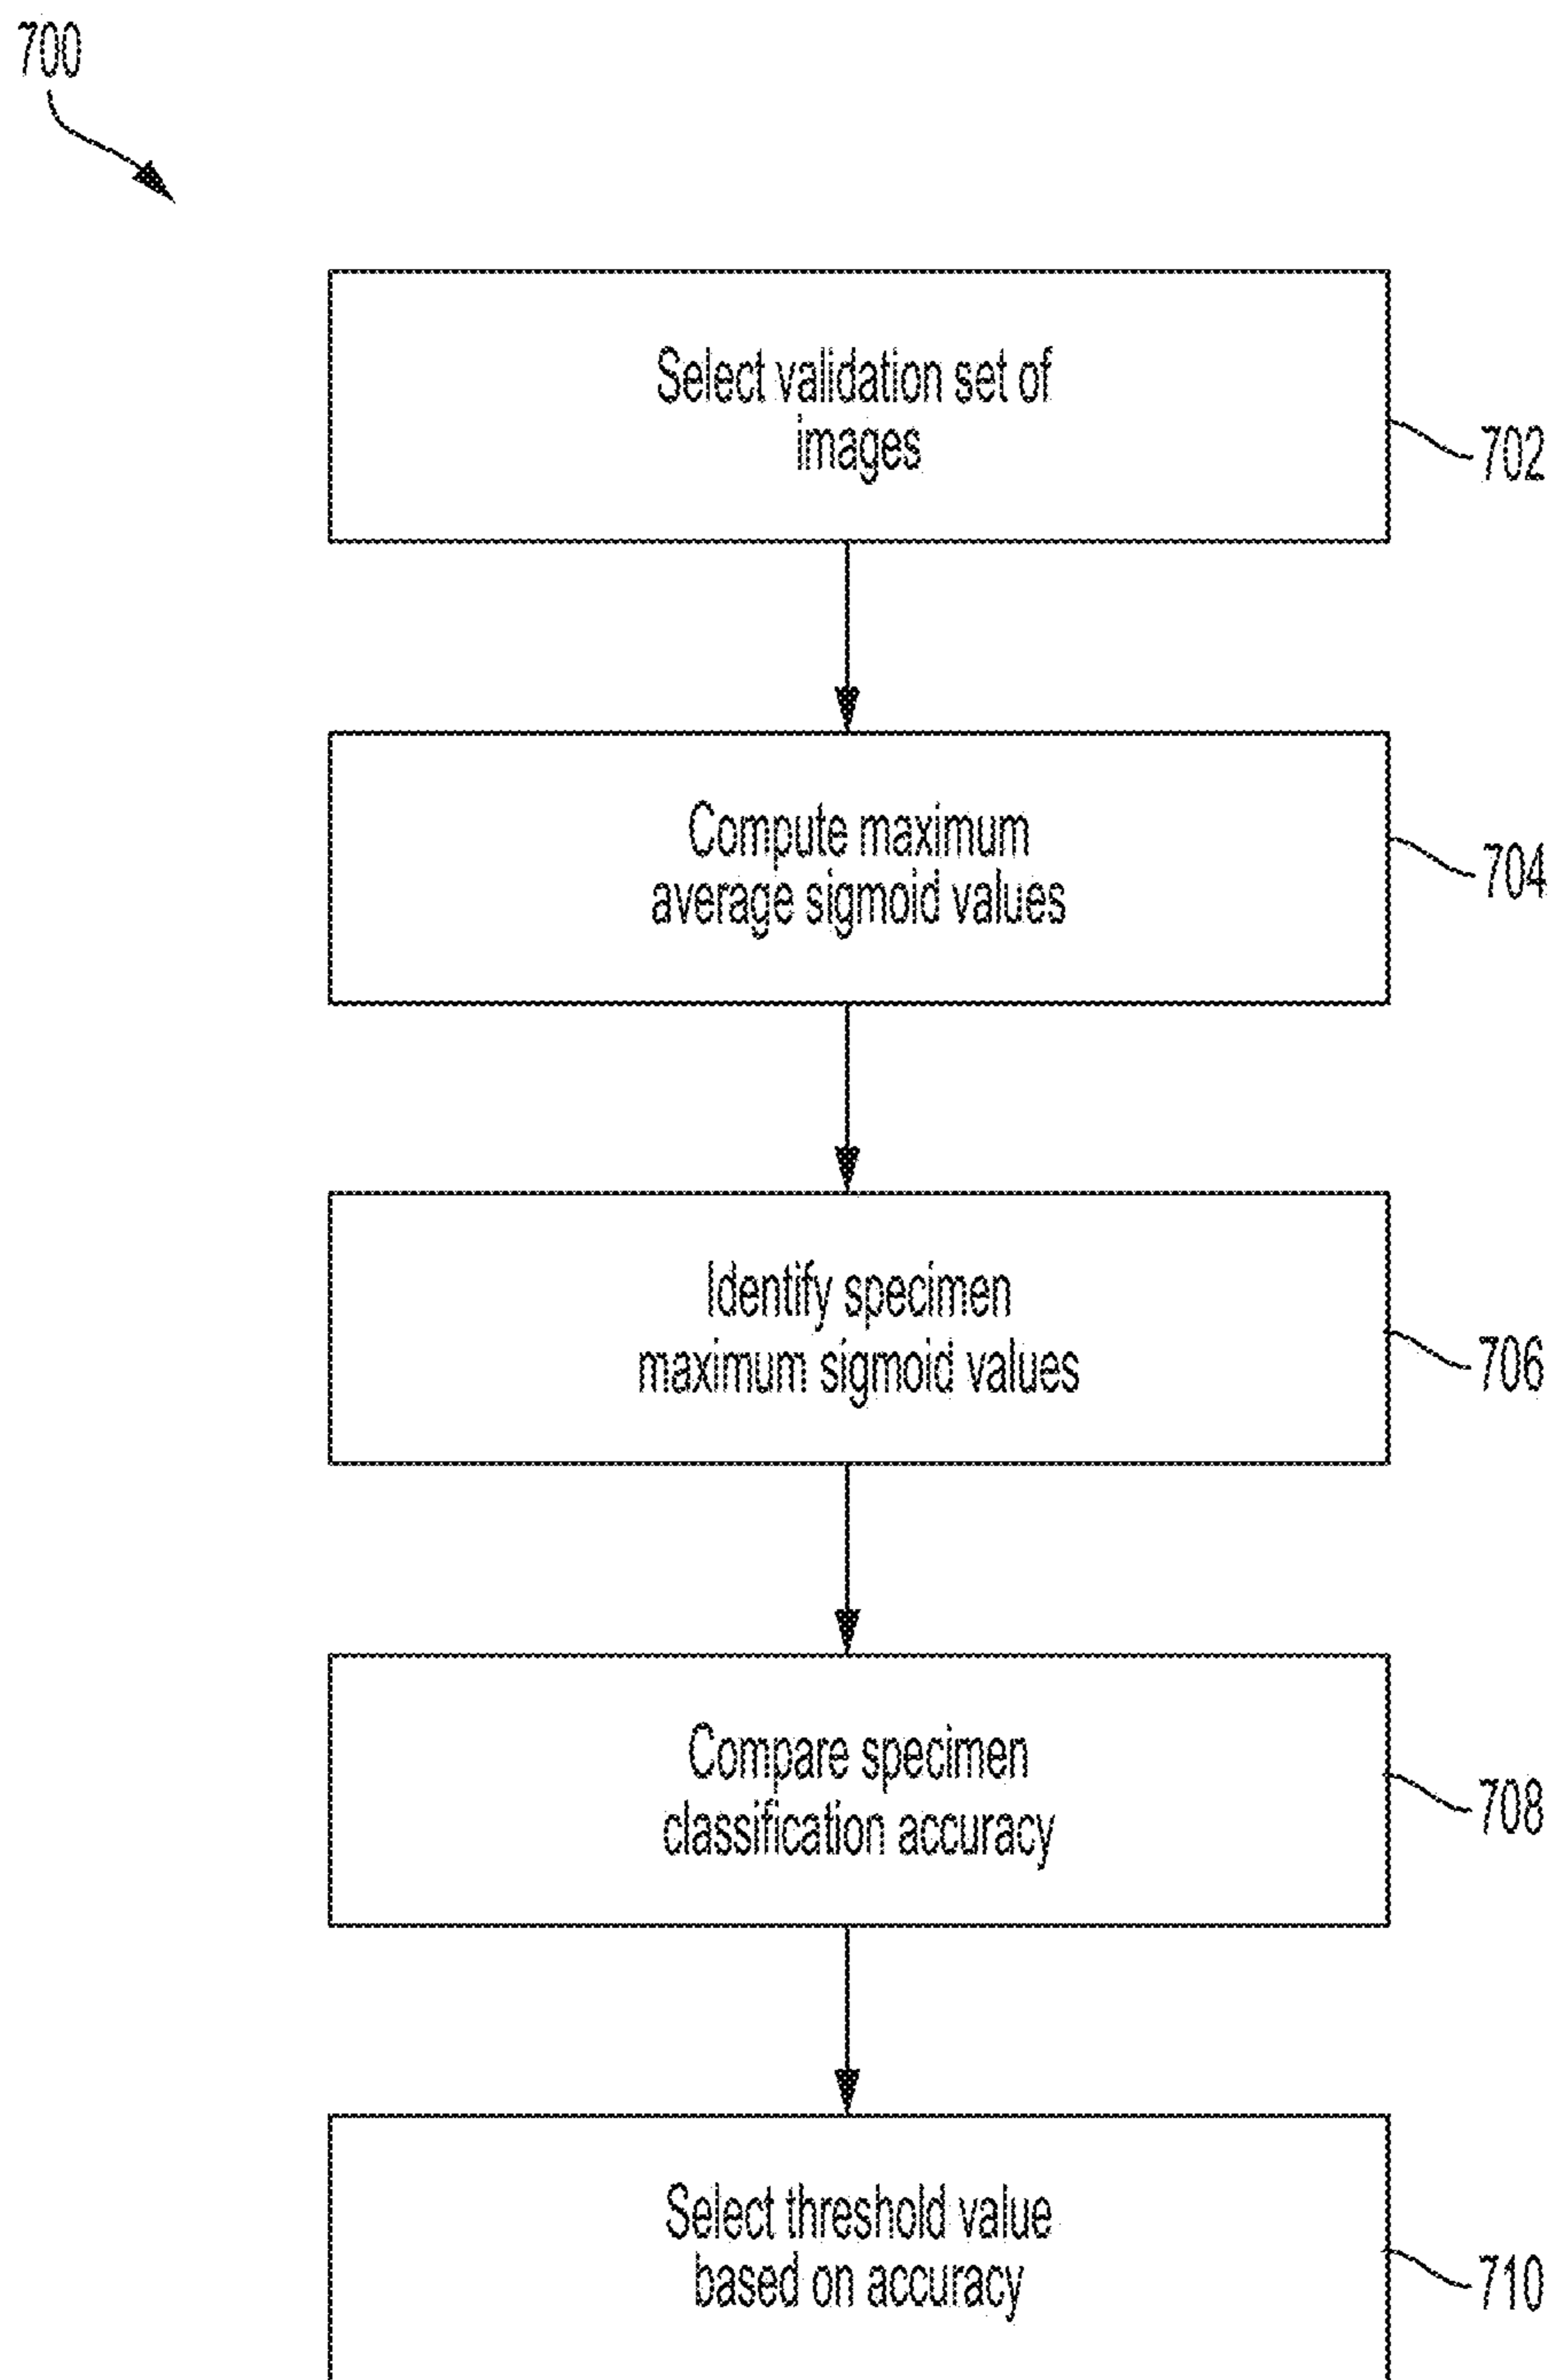 700
Select validation set of
images
702
Compute maximum
average sigmoid values
704
Identify specimen
maximum sigmoid values
706
Compare specimen
classification accuracy
708
Select threshold value
based on accuracy
710